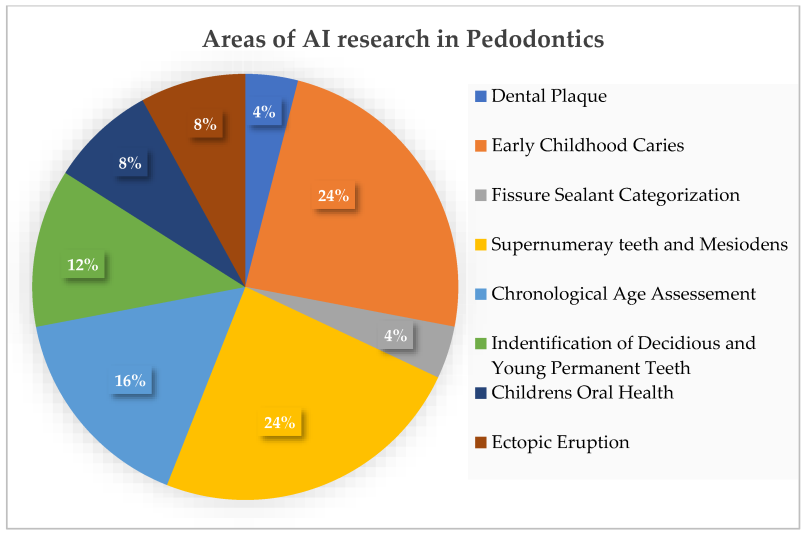 Areas of AI research in Pedodontics
4%
24%
4%
24%
16%
12%
8%
8%
Dental Plaque
Early Childhood Caries
Fissure Sealant Categorization
Supernumeray teeth and Mesiodens
Chronological Age Assessement
Indentification of Decidious and
Young Permanent Teeth
Childrens Oral Health
Ectopic Eruption